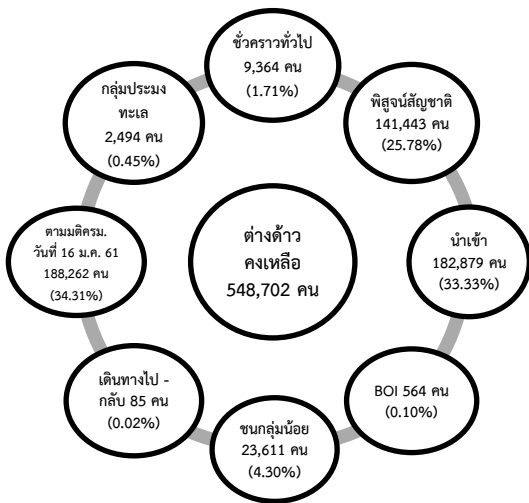 ชั่วคราวทั่วไป
9,364 คน
(1.71%)
พิสูจน์สัญชาติ
141,443 คน
(25.78%)
นำเข้า
182,879 คน
(33.33%)
BOI 564 คน
(0.10%)
ชนกลุ่มน้อย
23,611 คน
(4.30%)
เดินทางไป -
กลับ 85 คน
(0.02%)
ตามมติครม.
วันที่ 16 ม.ค. 61
188,262 คน
(34.31%)
กลุ่มประมง
ทะเล
2,494 คน
(0.45%)
ต่างด้าว
คงเหลือ
548,702 คน